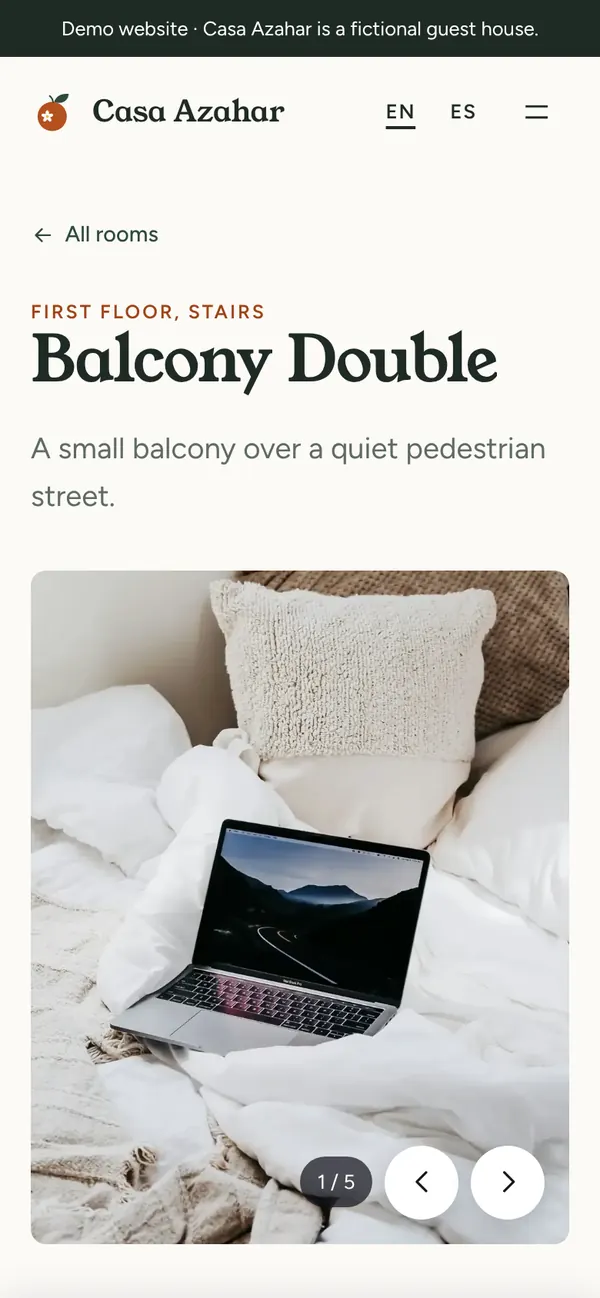 Demo website · Casa Azahar is a fictional guest house.
Casa Azahar
EN ES
← All rooms
FIRST FLOOR, STAIRS
Balcony Double
A small balcony over a quiet pedestrian
street.
1 / 5